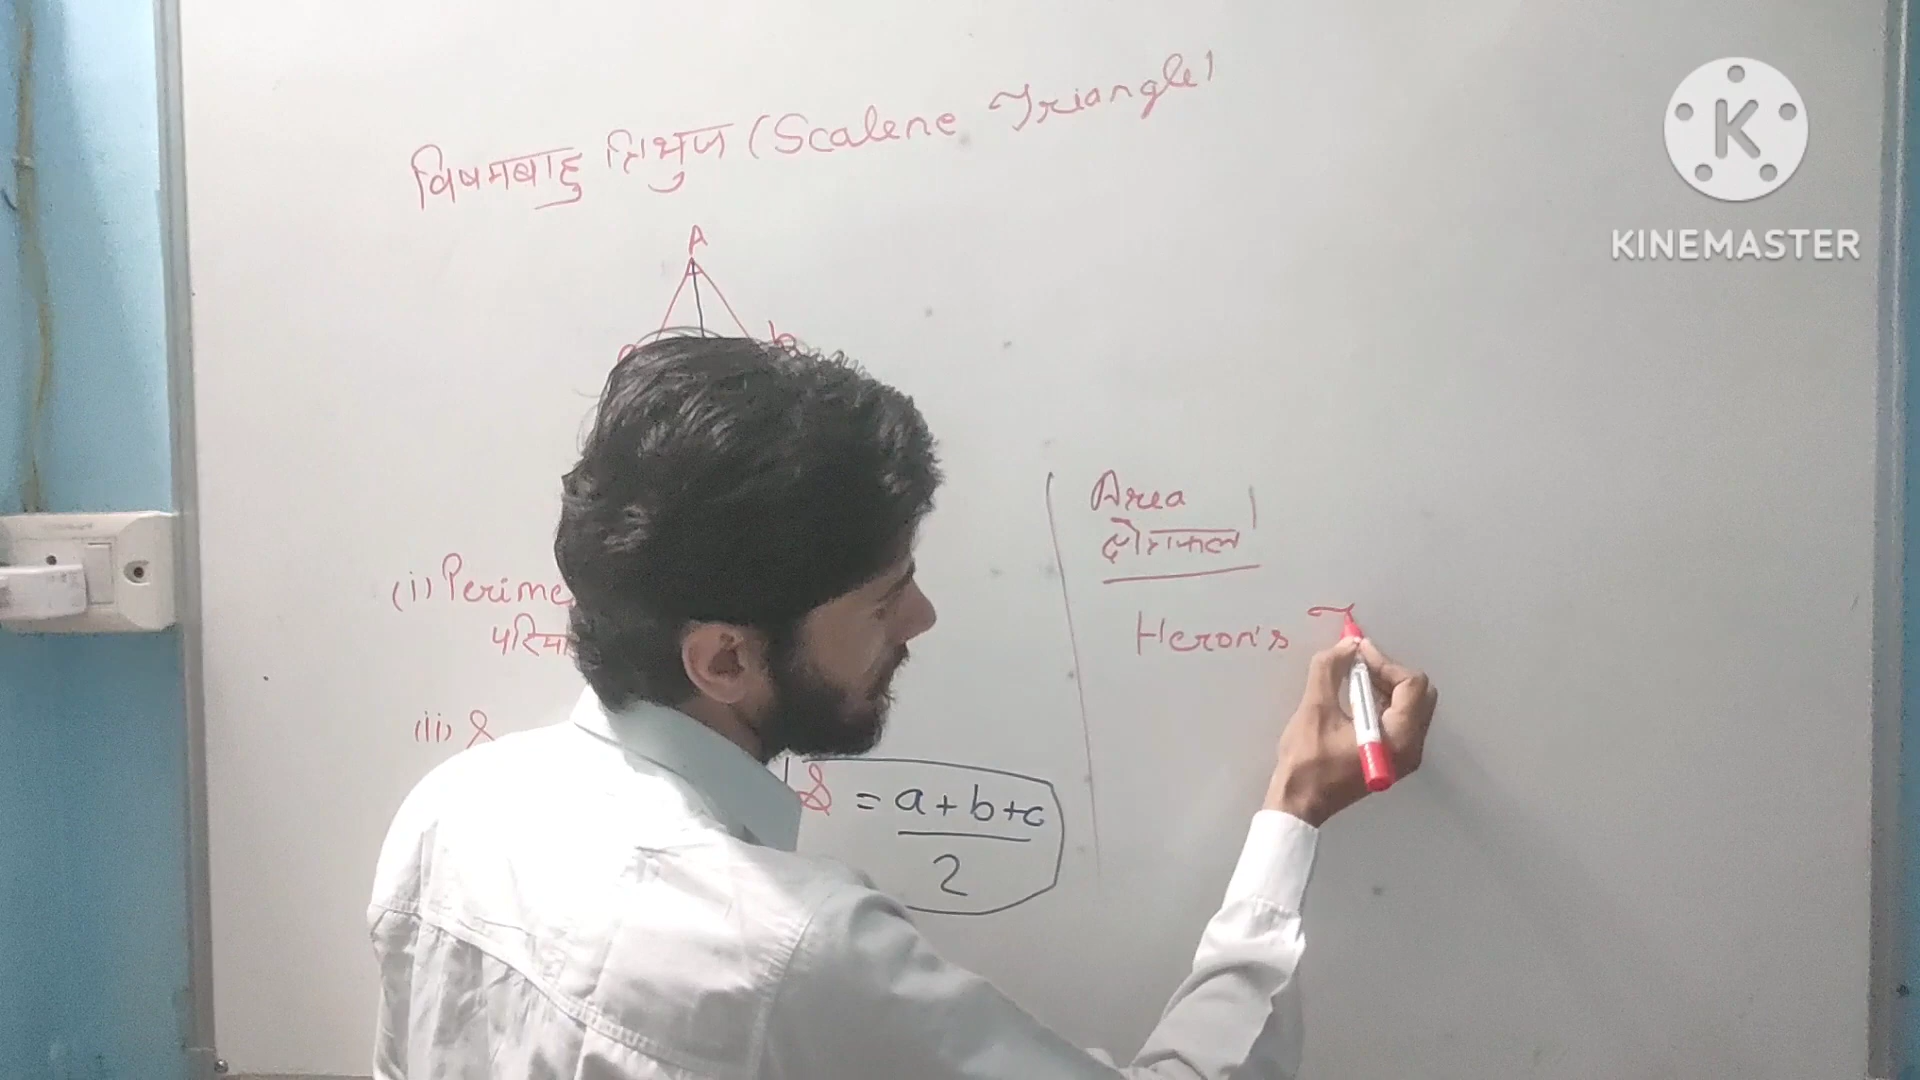 विषमबाहु त्रिभुज (Scalene Triangle)
A
b
(i) Perime
परिमा
(ii) S
S = a+b+c
2
Area
क्षेत्रफल
Heron's T
KINEMASTER